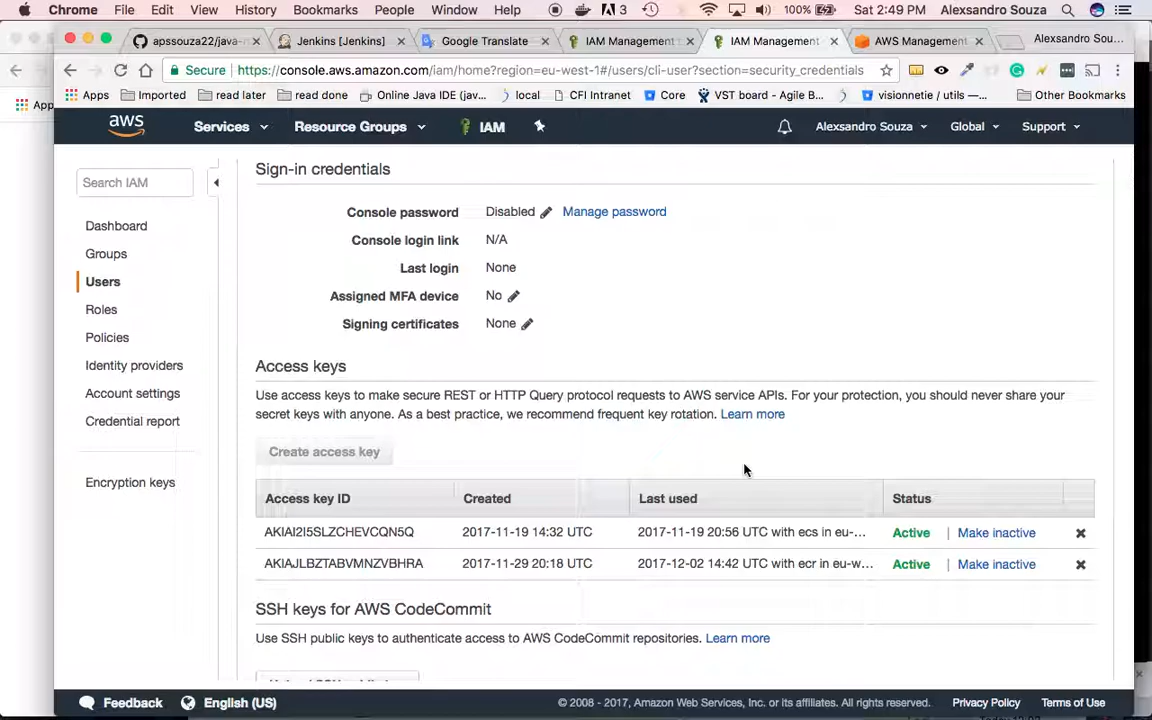 Chrome File Edit View History Bookmarks People Window Help 3 100% Sat 2:49 PM Alexsandro Souza
apssouza22/java- Jenkins [Jenkins] Google Translate IAM Management IAM Management AWS Management Alexsandro Sou...
Secure https://console.aws.amazon.com/iam/home?region=eu-west-1#/users/cli-user?section=security_credentials
Apps Imported read later read done Online Java IDE (jav... local CFI Intranet Core VST board - Agile B... visionnetie / utils —... Other Bookmarks
aws Services Resource Groups IAM Alexsandro Souza Global Support
Search IAM
Dashboard
Groups
Users
Roles
Policies
Identity providers
Account settings
Credential report
Encryption keys
Sign-in credentials
Console password Disabled Manage password
Console login link N/A
Last login None
Assigned MFA device No
Signing certificates None
Access keys
Use access keys to make secure REST or HTTP Query protocol requests to AWS service APIs. For your protection, you should never share your
secret keys with anyone. As a best practice, we recommend frequent key rotation. Learn more
Create access key
Access key ID Created Last used Status
AKIAI2I5SLZCHEVCQN5Q 2017-11-19 14:32 UTC 2017-11-19 20:56 UTC with ecs in eu-... Active | Make inactive
AKIAJLBZTABVMNZVBHRA 2017-11-29 20:18 UTC 2017-12-02 14:42 UTC with ecr in eu-w... Active | Make inactive
SSH keys for AWS CodeCommit
Use SSH public keys to authenticate access to AWS CodeCommit repositories. Learn more
Feedback English (US) © 2008 - 2017, Amazon Web Services, Inc. or its affiliates. All rights reserved. Privacy Policy Terms of Use